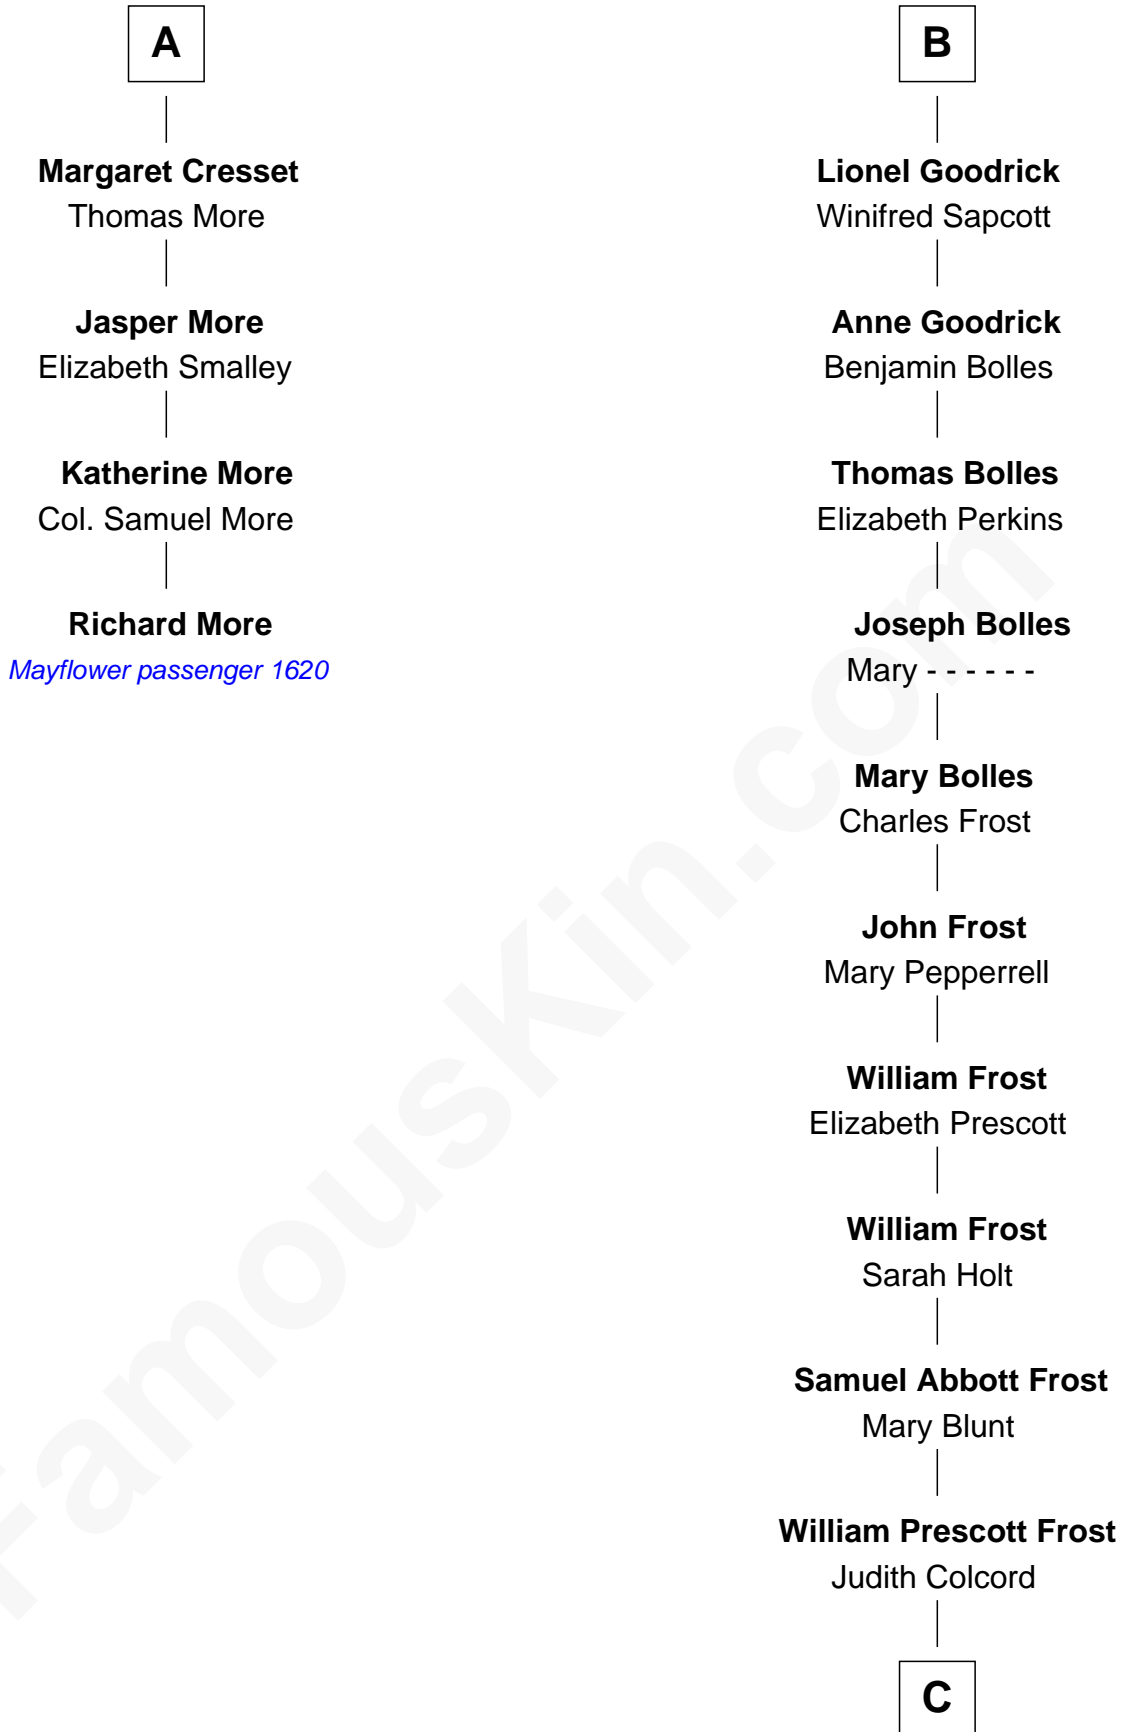 A
Margaret Cresset
Thomas More
Jasper More
Elizabeth Smalley
Katherine More
Col. Samuel More
Richard More
Mayflower passenger 1620
B
Lionel Goodrick
Winifred Sapcott
Anne Goodrick
Benjamin Bolles
Thomas Bolles
Elizabeth Perkins
Joseph Bolles
Mary - - - - - -
Mary Bolles
Charles Frost
John Frost
Mary Pepperrell
William Frost
Elizabeth Prescott
William Frost
Sarah Holt
Samuel Abbott Frost
Mary Blunt
William Prescott Frost
Judith Colcord
C
FamousKin.com